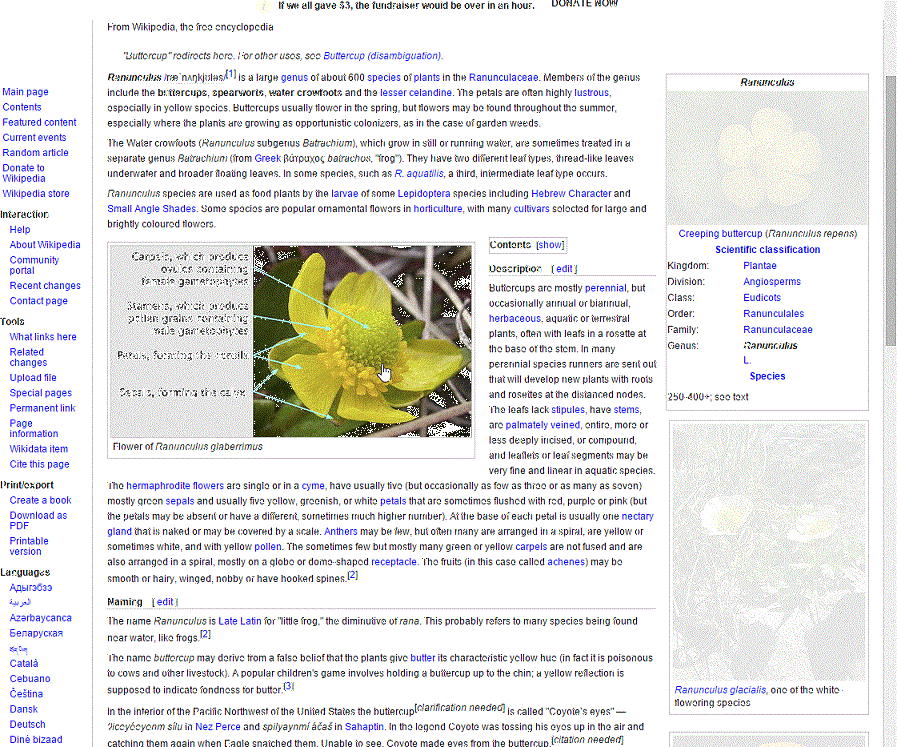 If we all gave $3, the fundraiser would be over in an hour. DONATE NOW
From Wikipedia, the free encyclopedia
"Buttercup" redirects here. For other uses, see Buttercup (disambiguation).
Ranunculus /ræˈnʌŋkjʊləs/[1] is a large genus of about 600 species of plants in the Ranunculaceae. Members of the genus
include the buttercups, spearworts, water crowfoots and the lesser celandine. The petals are often highly lustrous,
especially in yellow species. Buttercups usually flower in the spring, but flowers may be found throughout the summer,
especially where the plants are growing as opportunistic colonizers, as in the case of garden weeds.
The Water crowfoots (Ranunculus subgenus Batrachium), which grow in still or running water, are sometimes treated in a
separate genus Batrachium (from Greek βάτραχος batrachos, "frog"). They have two different leaf types, thread-like leaves
underwater and broader floating leaves. In some species, such as R. aquatilis, a third, intermediate leaf type occurs.
Ranunculus species are used as food plants by the larvae of some Lepidoptera species including Hebrew Character and
Small Angle Shades. Some species are popular ornamental flowers in horticulture, with many cultivars selected for large and
brightly coloured flowers.
Carpels, which produce
ovules containing
female gametophytes
Stamens, which produce
pollen grains containing
male gametophytes
Petals, forming the corolla
Sepals, forming the calyx
Flower of Ranunculus glaberrimus
Contents [show]
Description [edit]
Buttercups are mostly perennial, but
occasionally annual or biannual,
herbaceous, aquatic or terrestrial
plants, often with leafs in a rosette at
the base of the stem. In many
perennial species runners are sent out
that will develop new plants with roots
and rosettes at the distanced nodes.
The leafs lack stipules, have stems,
are palmately veined, entire, more or
less deeply incised, or compound,
and leaflets or leaf segments may be
very fine and linear in aquatic species.
The hermaphrodite flowers are single or in a cyme, have usually five (but occasionally as few as three or as many as seven)
mostly green sepals and usually five yellow, greenish, or white petals that are sometimes flushed with red, purple or pink (but
the petals may be absent or have a different, sometimes much higher number). At the base of each petal is usually one nectary
gland that is naked or may be covered by a scale. Anthers may be few, but often many are arranged in a spiral, are yellow or
sometimes white, and with yellow pollen. The sometimes few but mostly many green or yellow carpels are not fused and are
also arranged in a spiral, mostly on a globe or dome-shaped receptacle. The fruits (in this case called achenes) may be
smooth or hairy, winged, nobby or have hooked spines.[2]
Naming [edit]
The name Ranunculus is Late Latin for "little frog," the diminutive of rana. This probably refers to many species being found
near water, like frogs.[2]
The name buttercup may derive from a false belief that the plants give butter its characteristic yellow hue (in fact it is poisonous
to cows and other livestock). A popular children's game involves holding a buttercup up to the chin; a yellow reflection is
supposed to indicate fondness for butter.[3]
In the interior of the Pacific Northwest of the United States the buttercup[clarification needed] is called "Coyote's eyes" —
ʔiceyéeyenm sílu in Nez Perce and spilyaynmí áčaš in Sahaptin. In the legend Coyote was tossing his eyes up in the air and
catching them again when Eagle snatched them. Unable to see, Coyote made eyes from the buttercup.[citation needed]
Ranunculus
Creeping buttercup (Ranunculus repens)
Scientific classification
Kingdom: Plantae
Division: Angiosperms
Class: Eudicots
Order: Ranunculales
Family: Ranunculaceae
Genus: Ranunculus
L.
Species
250-400+; see text
Ranunculus glacialis, one of the white-
flowering species
Main page
Contents
Featured content
Current events
Random article
Donate to
Wikipedia
Wikipedia store
Interaction
Help
About Wikipedia
Community
portal
Recent changes
Contact page
Tools
What links here
Related
changes
Upload file
Special pages
Permanent link
Page
information
Wikidata item
Cite this page
Print/export
Create a book
Download as
PDF
Printable
version
Languages
Адыгэбзэ
العربية
Azərbaycanca
Беларуская
Català
Cebuano
Čeština
Dansk
Deutsch
Diné bizaad